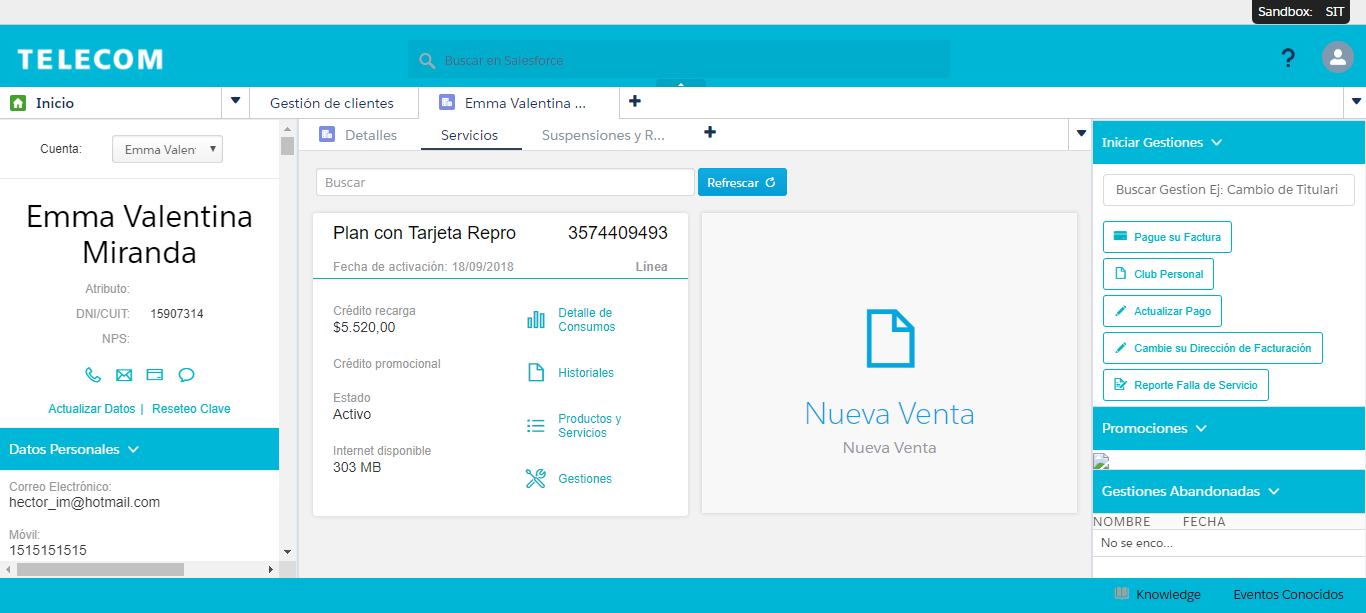 Sandbox: SIT
TELECOM
Buscar en Salesforce
?
Inicio
Gestión de clientes
Emma Valentina ...
Cuenta:
Emma Valen
Emma Valentina
Miranda
Atributo:
DNI/CUIT: 15907314
NPS:
Actualizar Datos | Reseteo Clave
Datos Personales
Correo Electrónico:
hector_im@hotmail.com
Móvil:
1515151515
Detalles
Servicios
Suspensiones y R...
Buscar
Refrescar
Plan con Tarjeta Repro 3574409493
Fecha de activación: 18/09/2018 Línea
Crédito recarga
$5.520,00
Crédito promocional
Estado
Activo
Internet disponible
303 MB
Detalle de
Consumos
Historiales
Productos y
Servicios
Gestiones
Nueva Venta
Nueva Venta
Iniciar Gestiones
Buscar Gestion Ej: Cambio de Titulari
Pague su Factura
Club Personal
Actualizar Pago
Cambie su Dirección de Facturación
Reporte Falla de Servicio
Promociones
Gestiones Abandonadas
NOMBRE FECHA
No se enco...
Knowledge
Eventos Conocidos